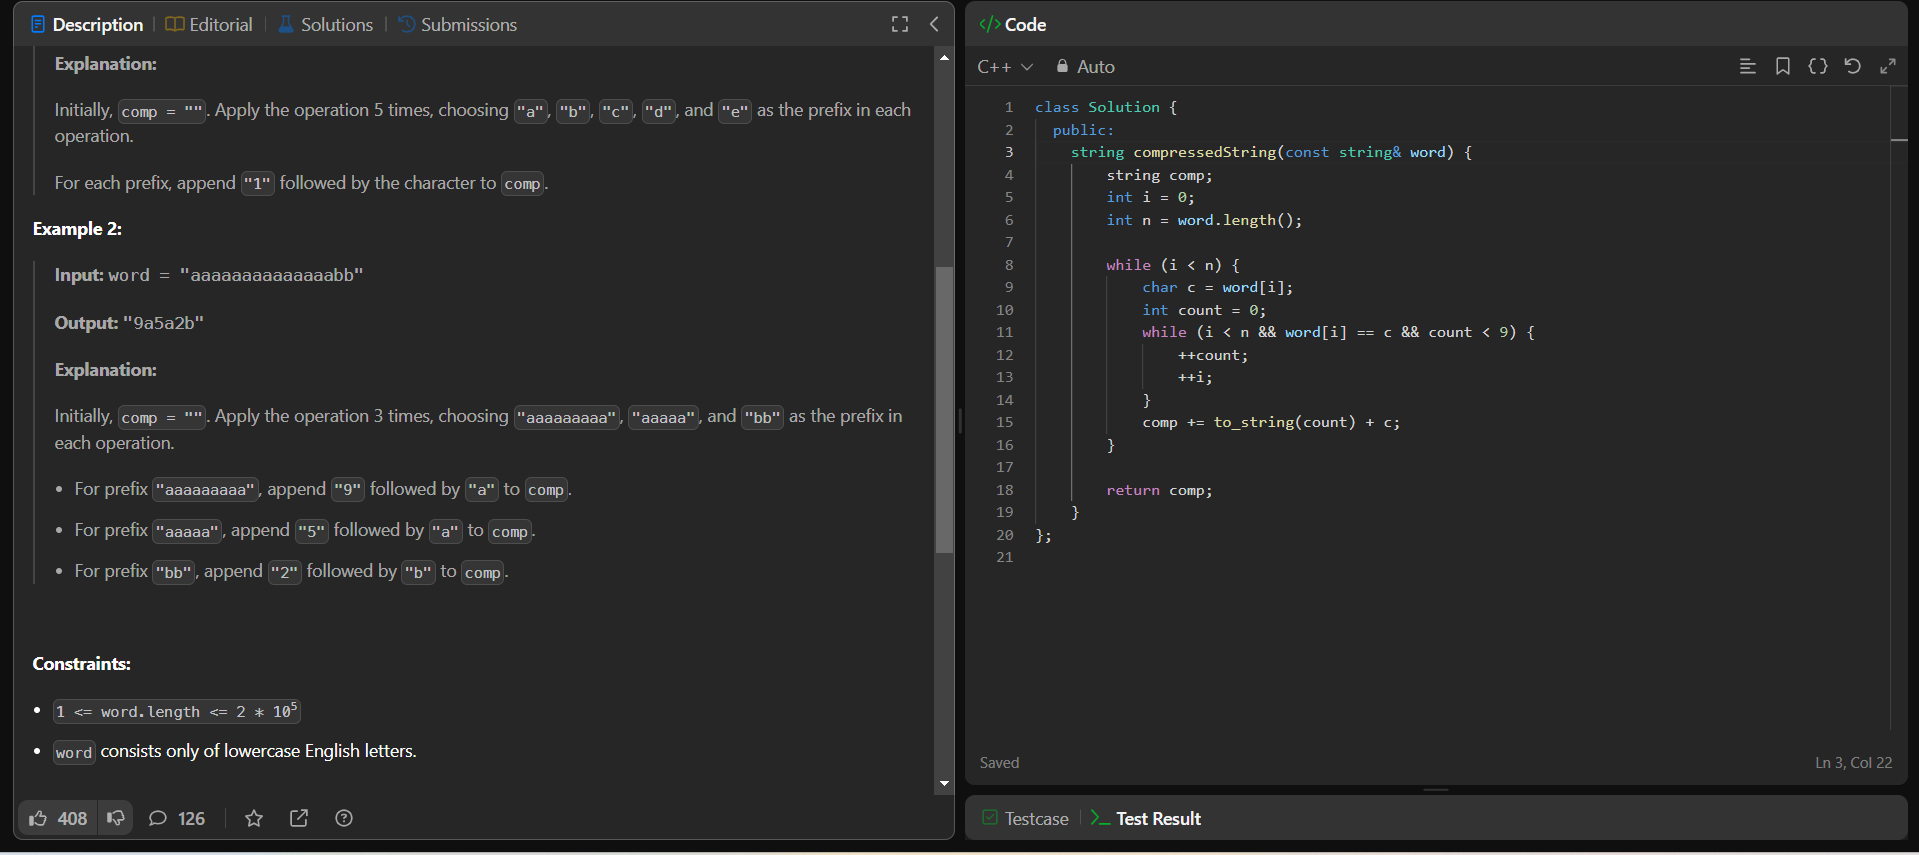 Description | Editorial | Solutions | Submissions
Explanation:
Initially, comp = "". Apply the operation 5 times, choosing "a", "b", "c", "d", and "e" as the prefix in each
operation.
For each prefix, append "1" followed by the character to comp.
Example 2:
Input: word = "aaaaaaaaaaaaaabb"
Output: "9a5a2b"
Explanation:
Initially, comp = "". Apply the operation 3 times, choosing "aaaaaaaaa", "aaaaa", and "bb" as the prefix in
each operation.
• For prefix "aaaaaaaaa", append "9" followed by "a" to comp.
• For prefix "aaaaa", append "5" followed by "a" to comp.
• For prefix "bb", append "2" followed by "b" to comp.
Constraints:
• 1 <= word.length <= 2 * 10⁵
• word consists only of lowercase English letters.
408 126
</> Code
C++ Auto
1 class Solution {
2   public:
3     string compressedString(const string& word) {
4         string comp;
5         int i = 0;
6         int n = word.length();
7
8         while (i < n) {
9             char c = word[i];
10             int count = 0;
11             while (i < n && word[i] == c && count < 9) {
12                 ++count;
13                 ++i;
14             }
15             comp += to_string(count) + c;
16         }
17
18         return comp;
19     }
20 };
21
Saved Ln 3, Col 22
Testcase | >_ Test Result